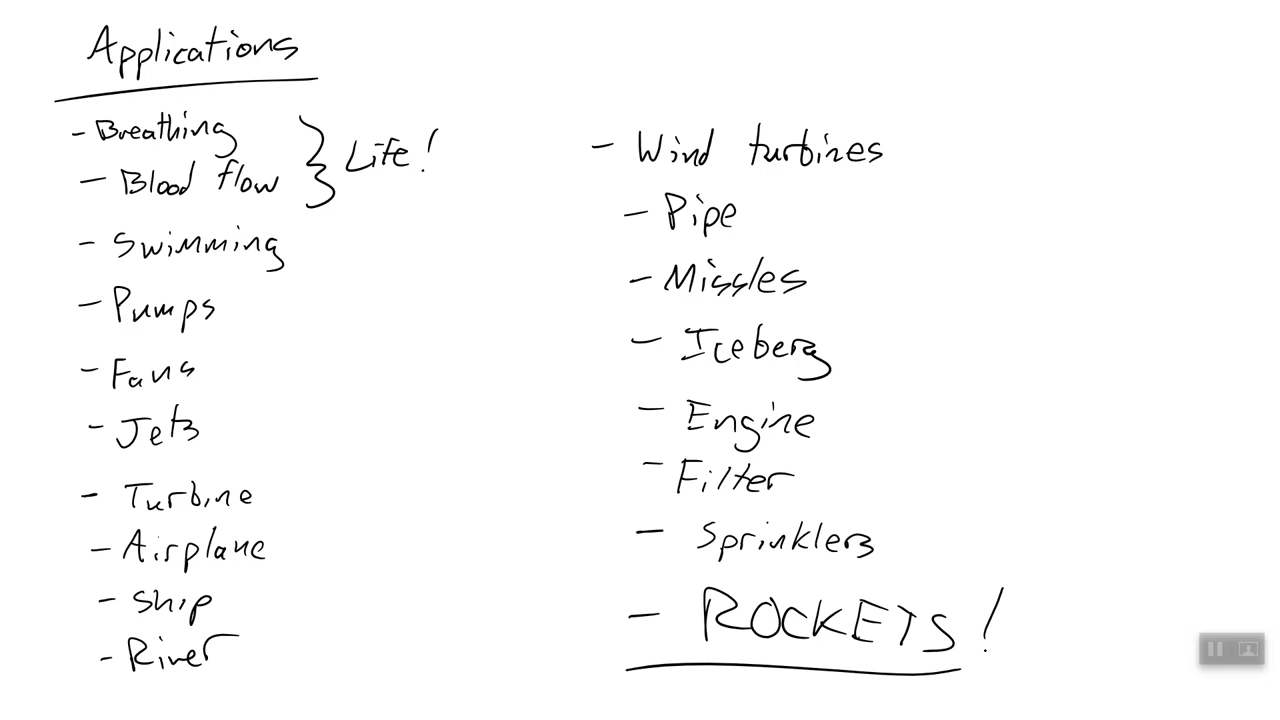 Applications
- Breathing
- Blood flow
Life!
- Swimming
- Pumps
- Fans
- Jets
- Turbine
- Airplane
- Ship
- River
- Wind turbines
- Pipe
- Missles
- Iceberg
- Engine
- Filter
- Sprinklers
- ROCKETS!